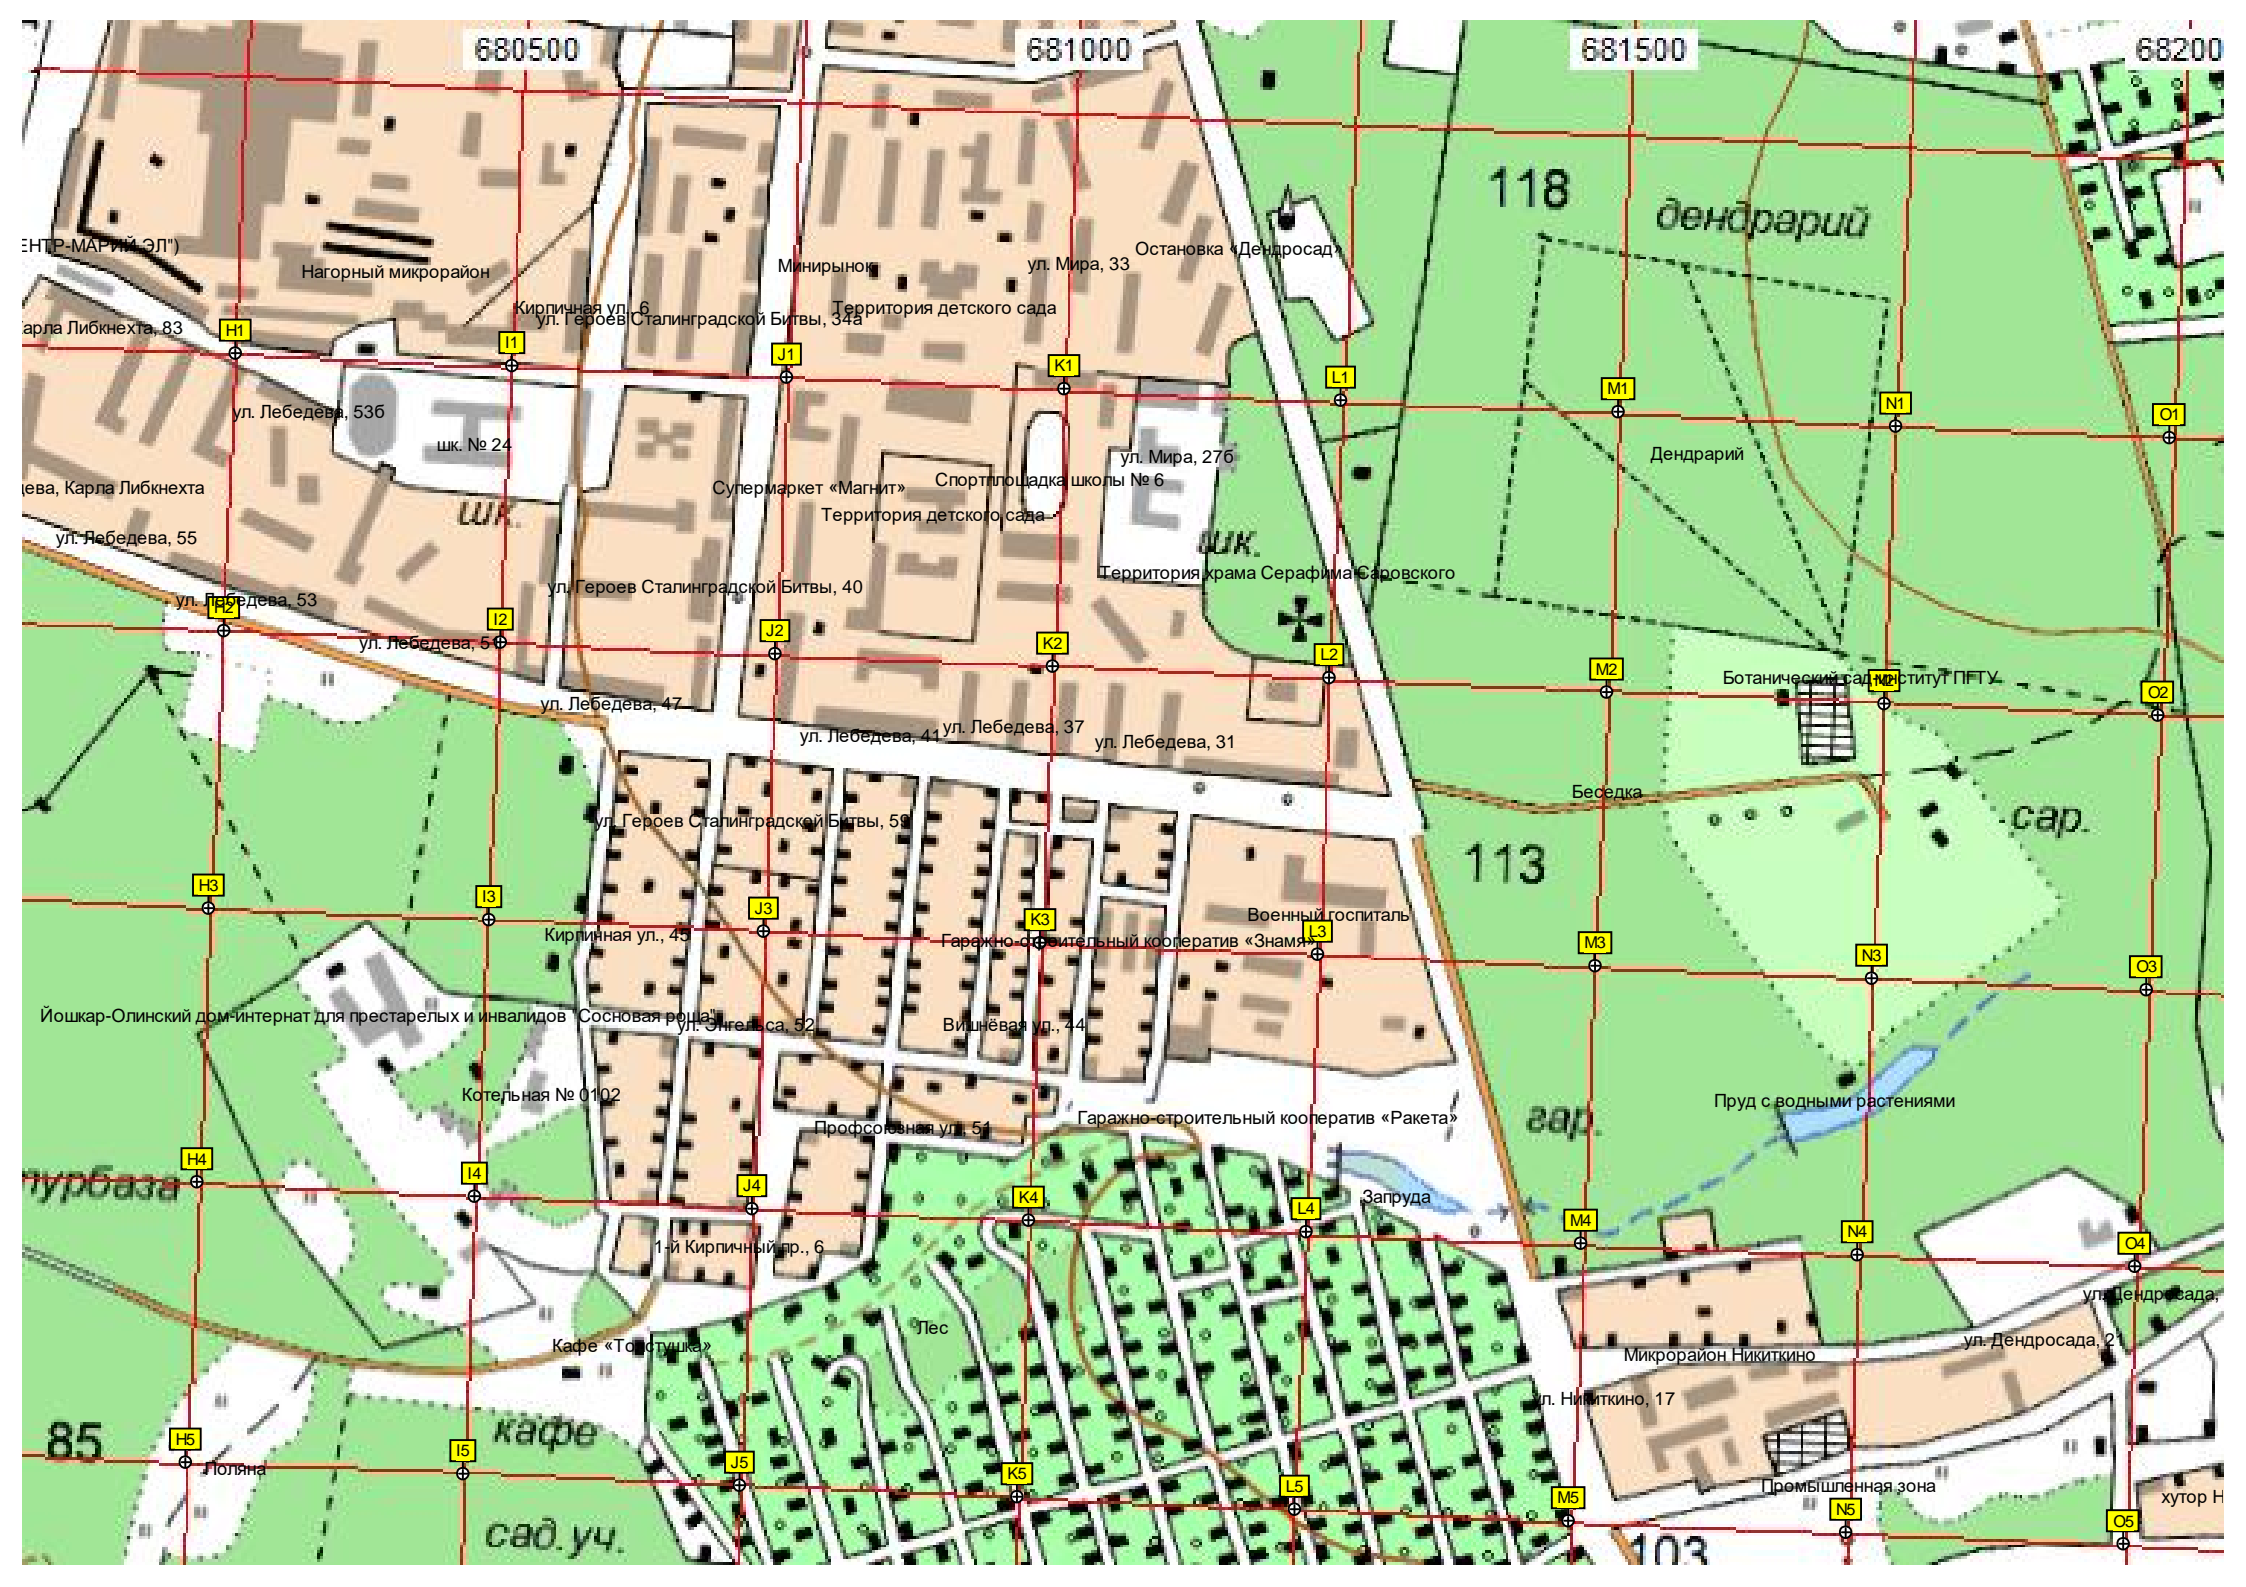 680500
681000
681500
68200
118
дендрарий
ЕНТР-МАРИЙ ЭЛ")
Нагорный микрорайон
Минирынок
ул. Мира, 33
Остановка «Дендросад»
Кирпичная ул., 6
Территория детского сада
ул. Героев Сталинградской Битвы, 34а
арла Либкнехта, 83
H1
I1
J1
K1
L1
M1
N1
O1
ул. Лебедева, 53б
шк. № 24
ул. Мира, 27б
Дендрарий
Спортплощадка школы № 6
Супермаркет «Магнит»
ева, Карла Либкнехта
шк.
Территория детского сада
ул. Лебедева, 55
шк.
Территория храма Серафима Саровского
ул. Героев Сталинградской Битвы, 40
ул. Лебедева, 53
H2
I2
J2
K2
L2
M2
N2
O2
ул. Лебедева, 51
Ботанический сад-институт ПГТУ
ул. Лебедева, 47
ул. Лебедева, 41
ул. Лебедева, 37
ул. Лебедева, 31
Беседка
ул. Героев Сталинградской Битвы, 59
сар.
113
H3
I3
J3
K3
L3
M3
N3
O3
Военный госпиталь
Кирпичная ул., 45
Гаражно-строительный кооператив «Знамя»
Йошкар-Олинский дом-интернат для престарелых и инвалидов "Сосновая роща"
ул. Энгельса, 52
Вишнёвая ул., 44
Котельная № 0102
Пруд с водными растениями
Гаражно-строительный кооператив «Ракета»
гар.
Профсоюзная ул., 51
H4
I4
J4
K4
L4
M4
N4
O4
турбаза
Запруда
1-й Кирпичный пр., 6
ул. Дендросада,
Лес
Кафе «Толстушка»
ул. Дендросада, 21
Микрорайон Никиткино
ул. Никиткино, 17
85
кафе
H5
I5
J5
K5
L5
M5
N5
O5
Поляна
Промышленная зона
хутор Н
сад.уч.
103